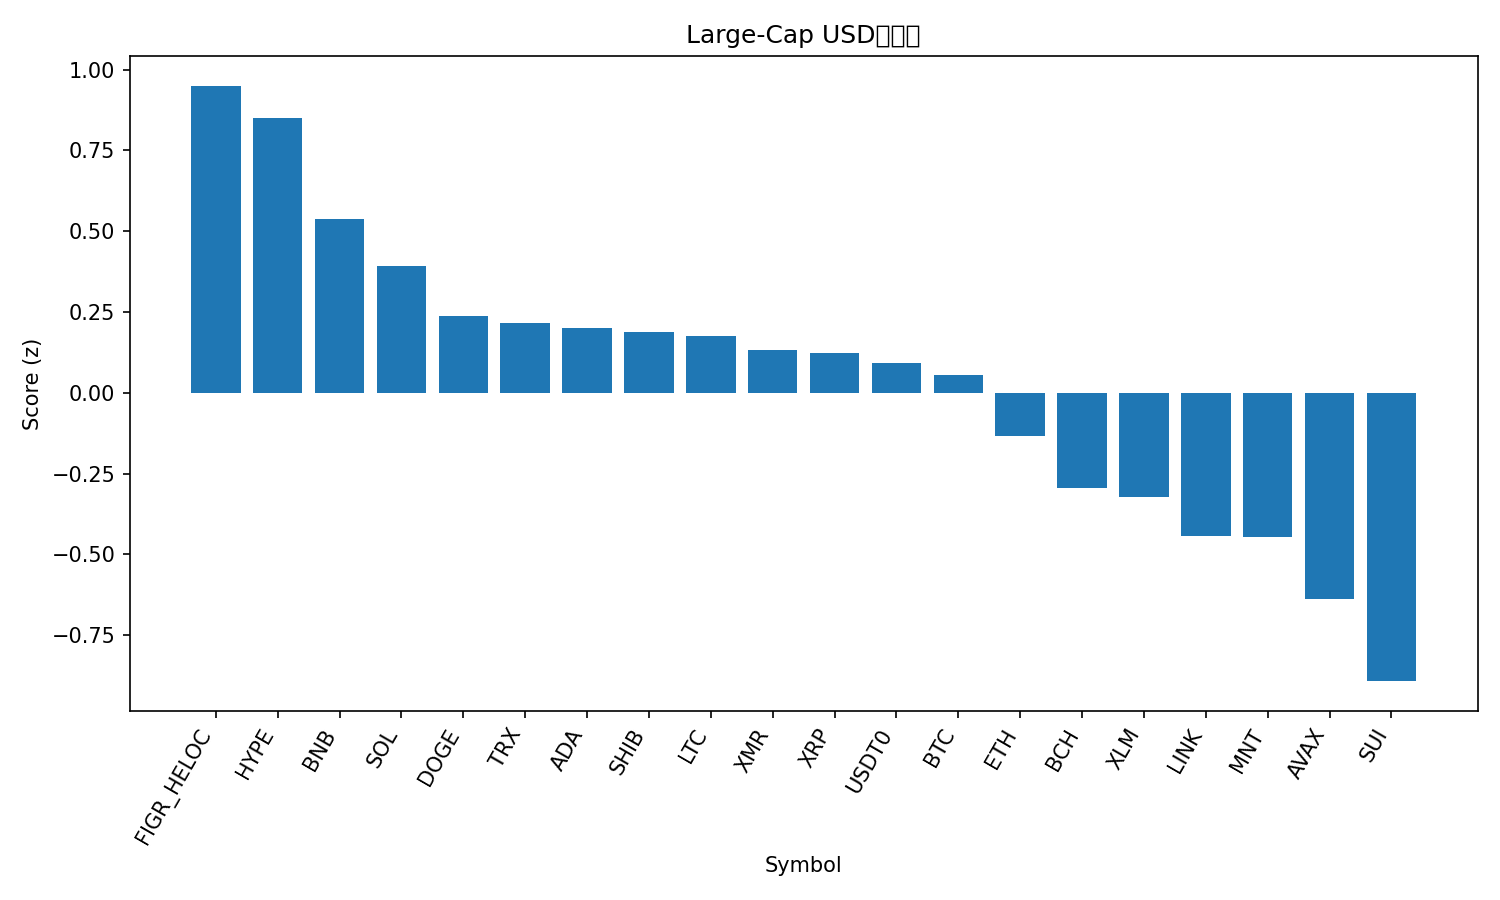 Large-Cap USD
1.00
0.75
0.50
0.25
0.00
−0.25
−0.50
−0.75
Score (z)
FIGR_HELOC
HYPE
BNB
SOL
DOGE
TRX
ADA
SHIB
LTC
XMR
XRP
USDT0
BTC
ETH
BCH
XLM
LINK
MNT
AVAX
SUI
Symbol